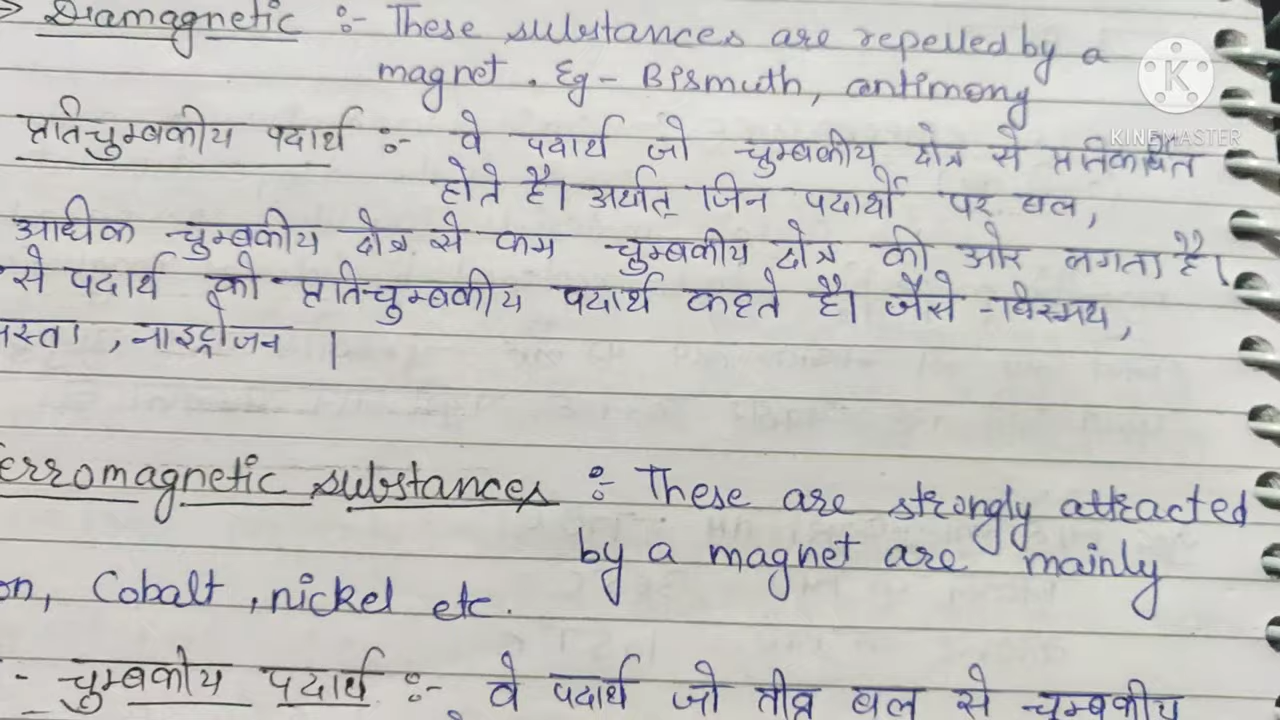 → Diamagnetic :- These substances are repelled by a
magnet. Eg - Bismuth, antimony
K
KINEMASTER
प्रतिचुम्बकीय पदार्थ :- वे पदार्थ जो चुम्बकीय क्षेत्र से प्रतिकर्षित
होते है। अर्थात् जिन पदार्थो पर बल,
अधिक चुम्बकीय क्षेत्र से कम चुम्बकीय क्षेत्र की ओर लगता है।
से पदार्थ को प्रतिचुम्बकीय पदार्थ कहते है। जैसे - विस्मथ,
जस्ता, नाइट्रोजन ।
erromagnetic substances :- These are strongly attracted
by a magnet are mainly
on, Cobalt, nickel etc.
- चुम्बकीय पदार्थ :- वे पदार्थ जो तीव्र बल से चुम्बकीय